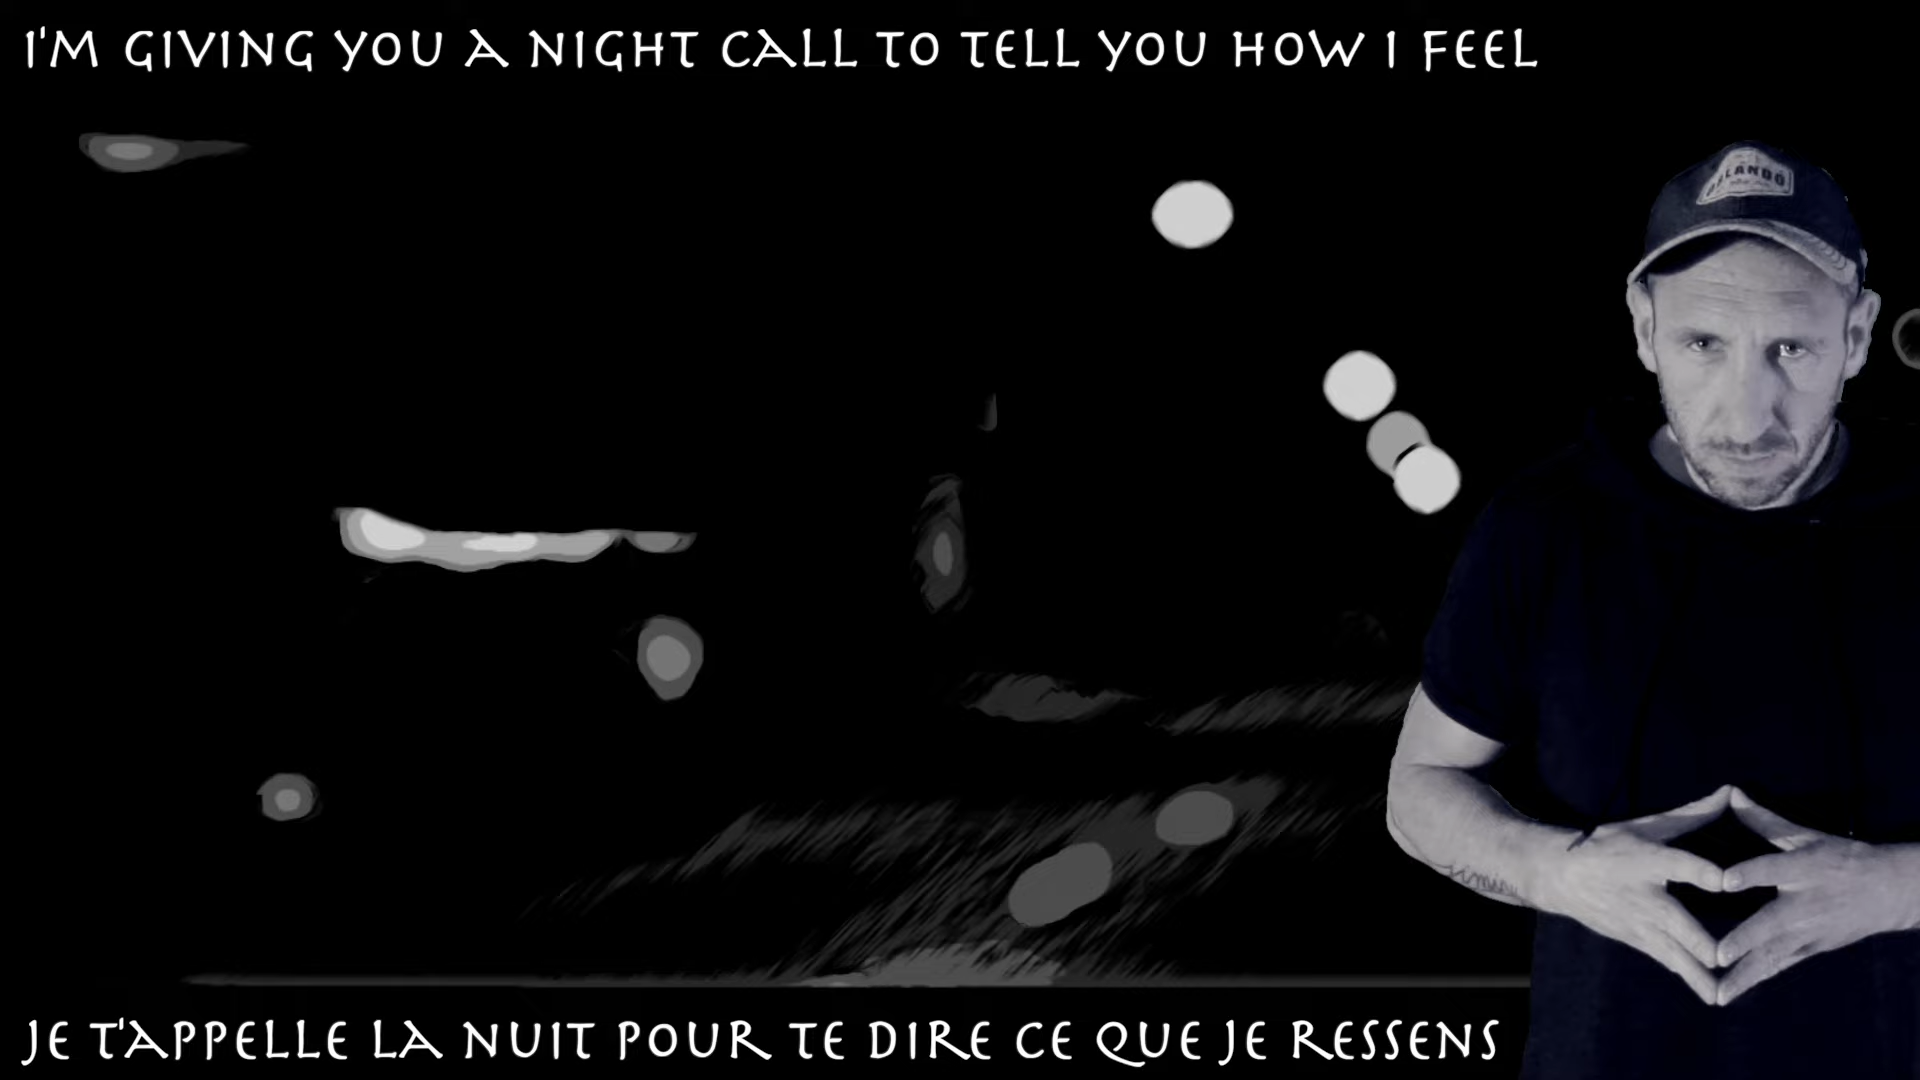 I'M GIVING YOU A NIGHT CALL TO TELL YOU HOW I FEEL
ORLANDO
JE T'APPELLE LA NUIT POUR TE DIRE CE QUE JE RESSENS